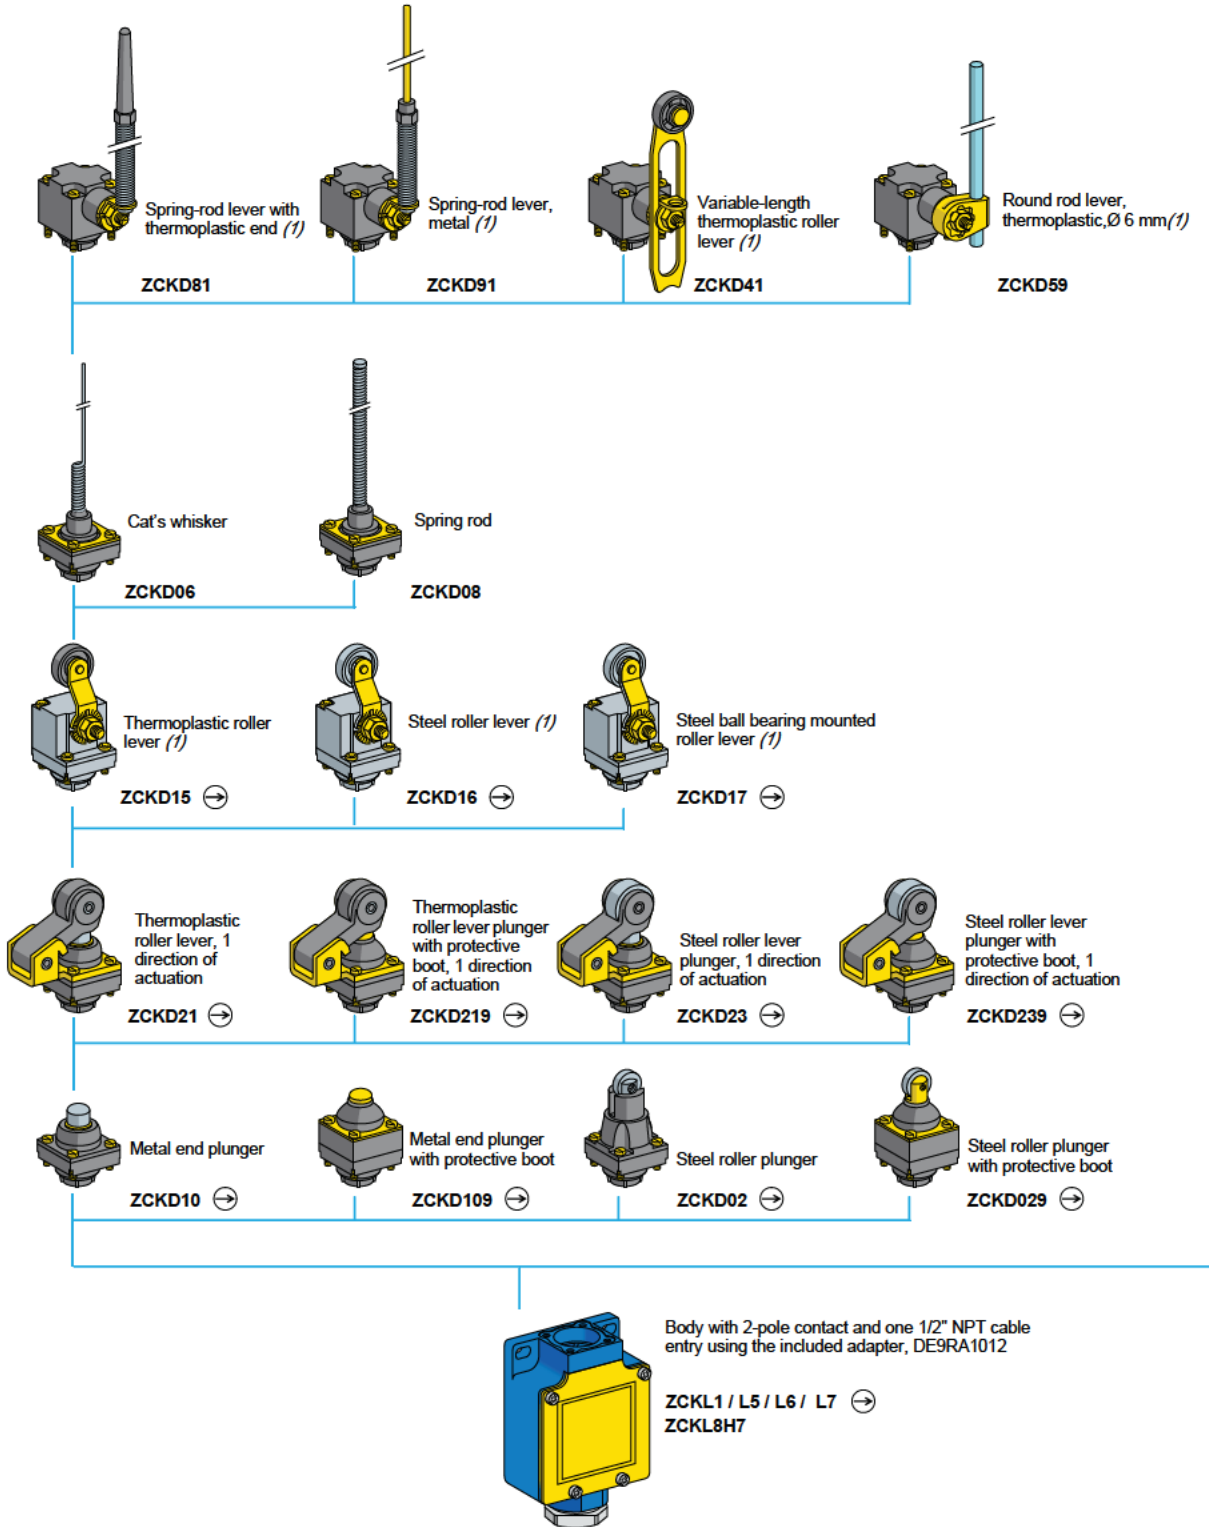 Spring-rod lever with
thermoplastic end (1)
ZCKD81
Spring-rod lever,
metal (1)
ZCKD91
Variable-length
thermoplastic roller
lever (1)
ZCKD41
Round rod lever,
thermoplastic,Ø 6 mm(1)
ZCKD59
Cat's whisker
ZCKD06
Spring rod
ZCKD08
Thermoplastic roller
lever (1)
ZCKD15
Steel roller lever (1)
ZCKD16
Steel ball bearing mounted
roller lever (1)
ZCKD17
Thermoplastic
roller lever, 1
direction of
actuation
ZCKD21
Thermoplastic
roller lever plunger
with protective
boot, 1 direction
of actuation
ZCKD219
Steel roller lever
plunger, 1 direction
of actuation
ZCKD23
Steel roller lever
plunger with
protective boot, 1
direction of actuation
ZCKD239
Metal end plunger
ZCKD10
Metal end plunger
with protective boot
ZCKD109
Steel roller plunger
ZCKD02
Steel roller plunger
with protective boot
ZCKD029
Body with 2-pole contact and one 1/2" NPT cable
entry using the included adapter, DE9RA1012
ZCKL1 / L5 / L6 / L7
ZCKL8H7